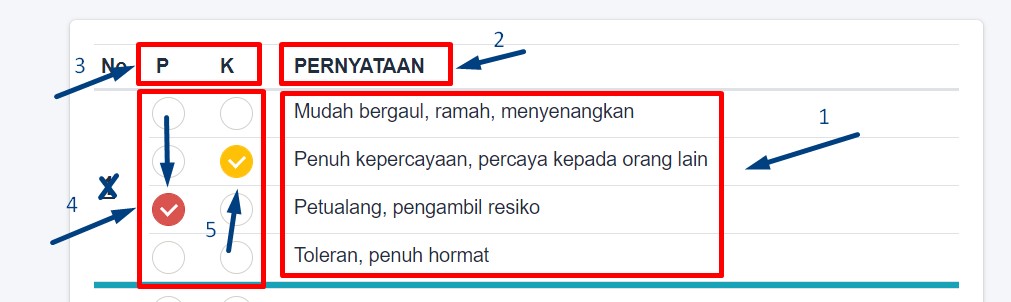 2
3 No P K PERNYATAAN
Mudah bergaul, ramah, menyenangkan
1
Penuh kepercayaan, percaya kepada orang lain
4 Petualang, pengambil resiko
5
Toleran, penuh hormat